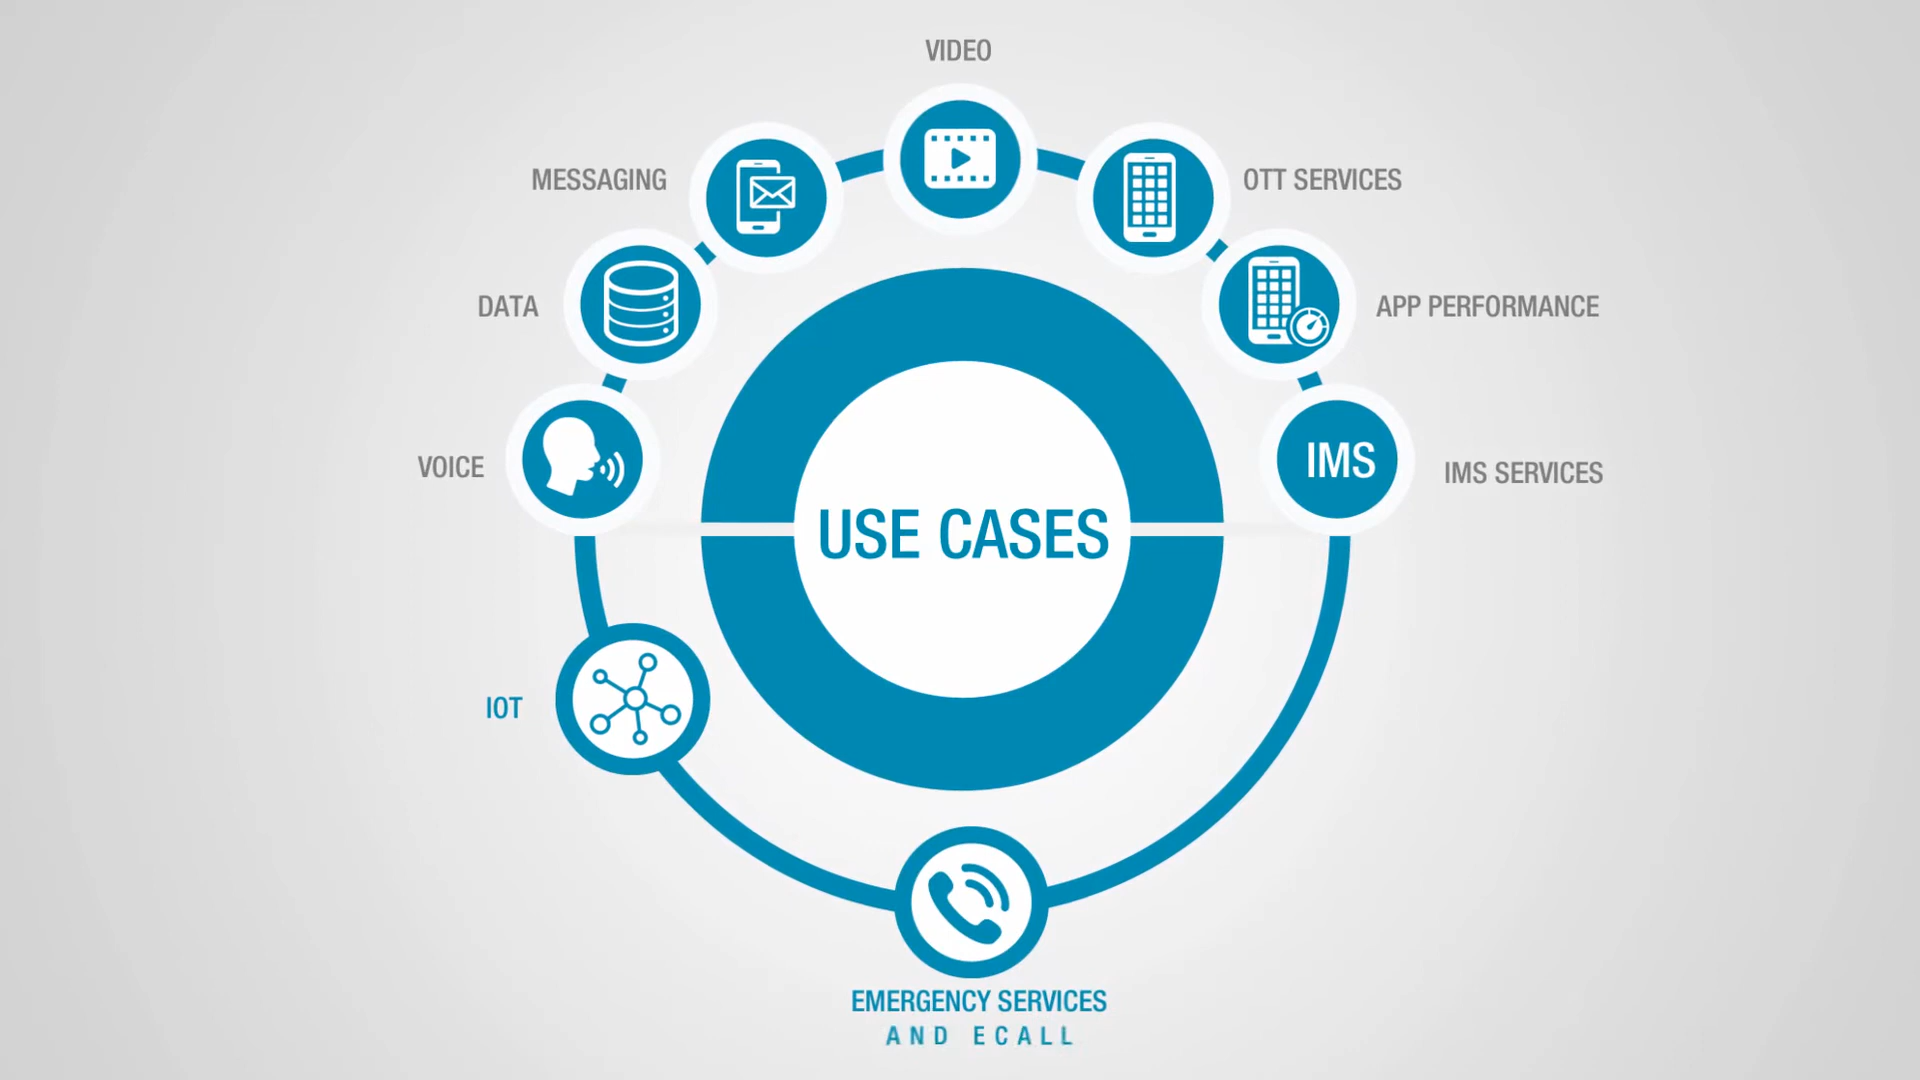 VIDEO
MESSAGING
OTT SERVICES
DATA
APP PERFORMANCE
VOICE
IMS
IMS SERVICES
USE CASES
IOT
EMERGENCY SERVICES
AND ECALL